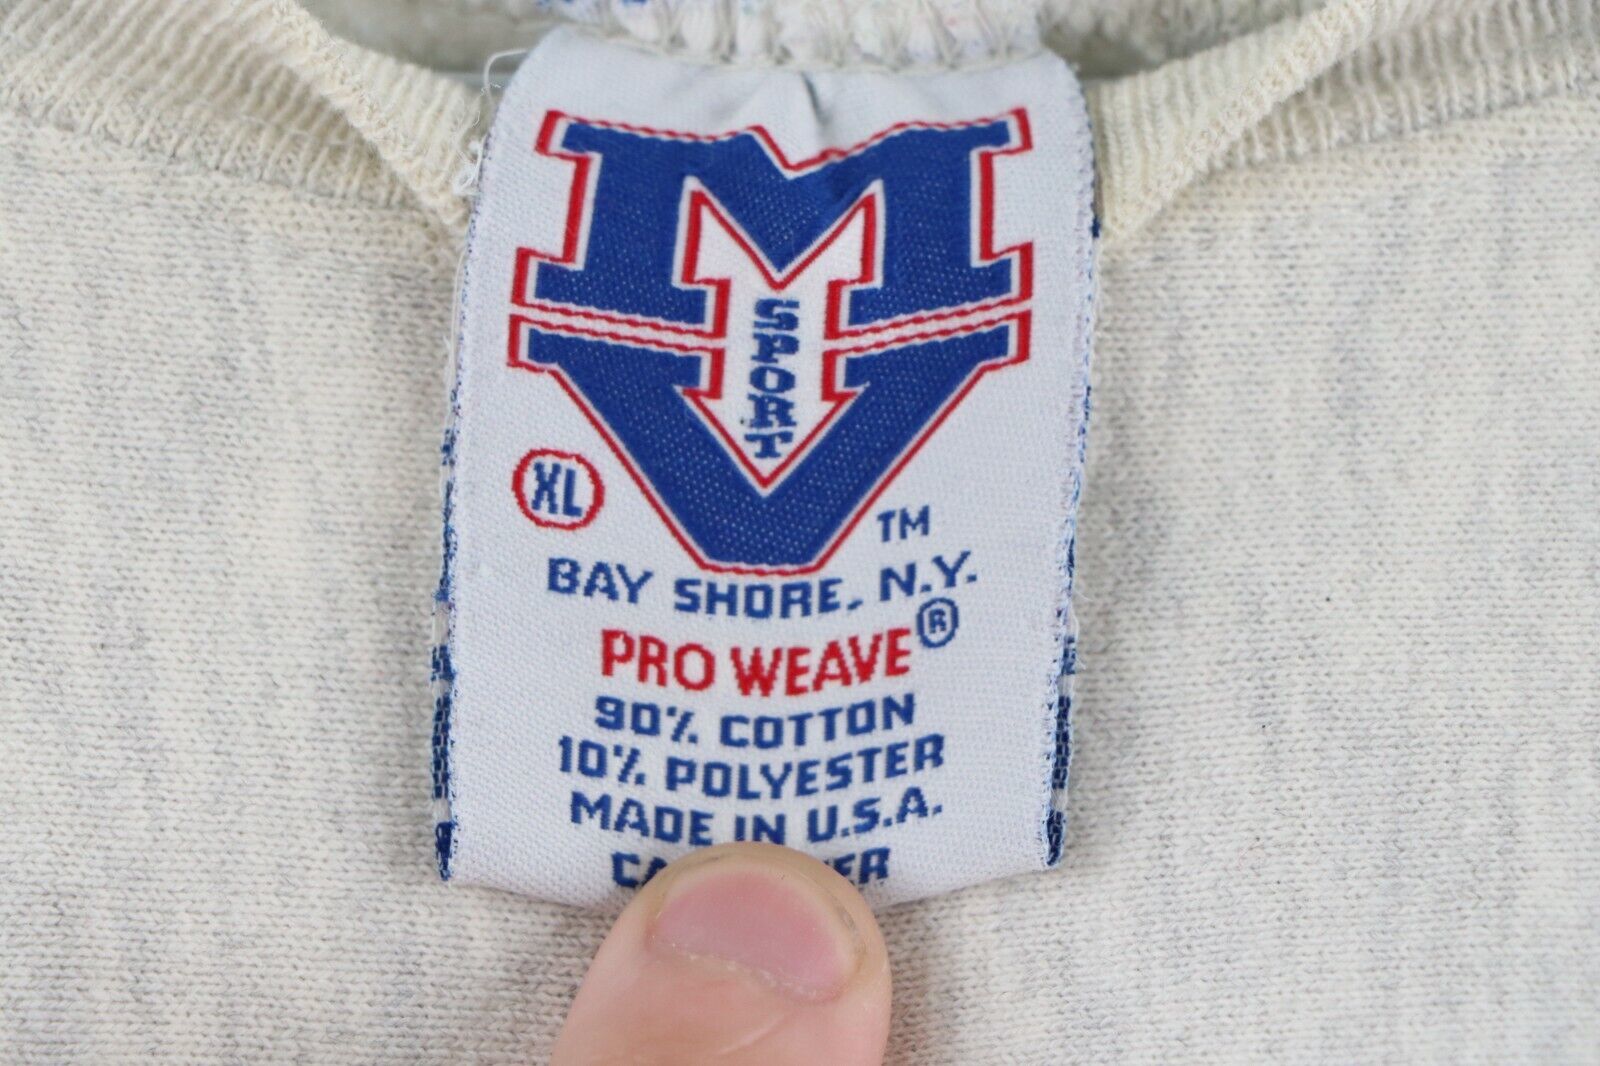 MV
SPORT
XL
TM
BAY SHORE, N.Y.
PRO WEAVE®
90% COTTON
10% POLYESTER
MADE IN U.S.A.